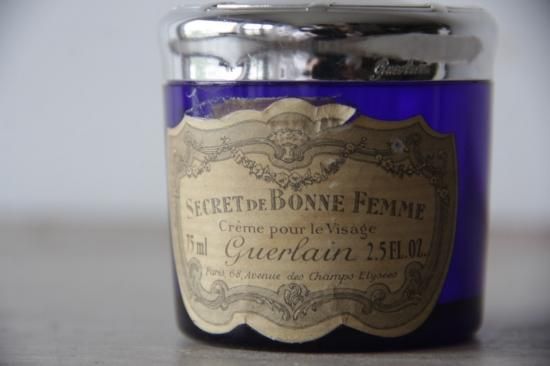 Guerlain
SECRET DE BONNE FEMME
Crème pour le Visage
75 ml Guerlain 2.5 FL. OZ.
Paris, 68, Avenue des Champs-Elysées